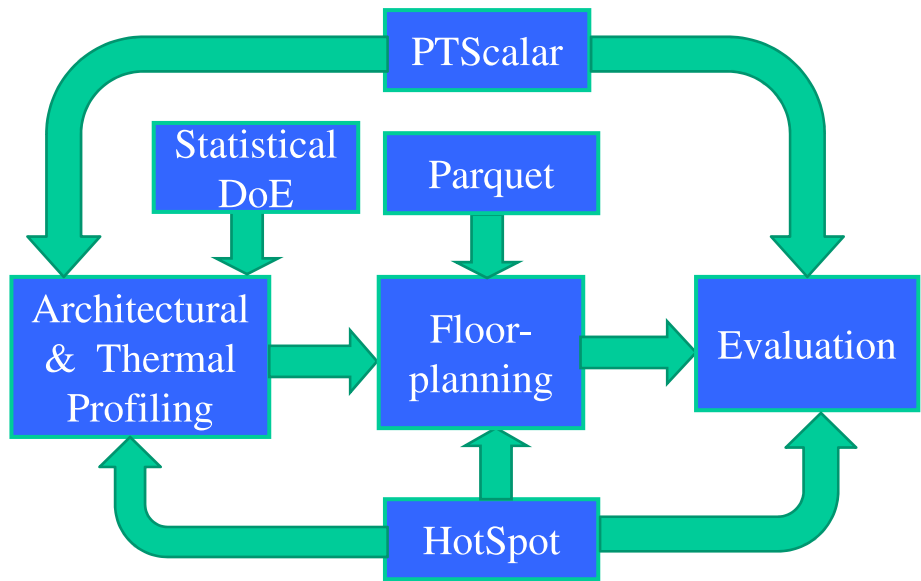 PTScalar
Statistical
DoE
Parquet
Architectural
& Thermal
Profiling
Floor-
planning
Evaluation
HotSpot